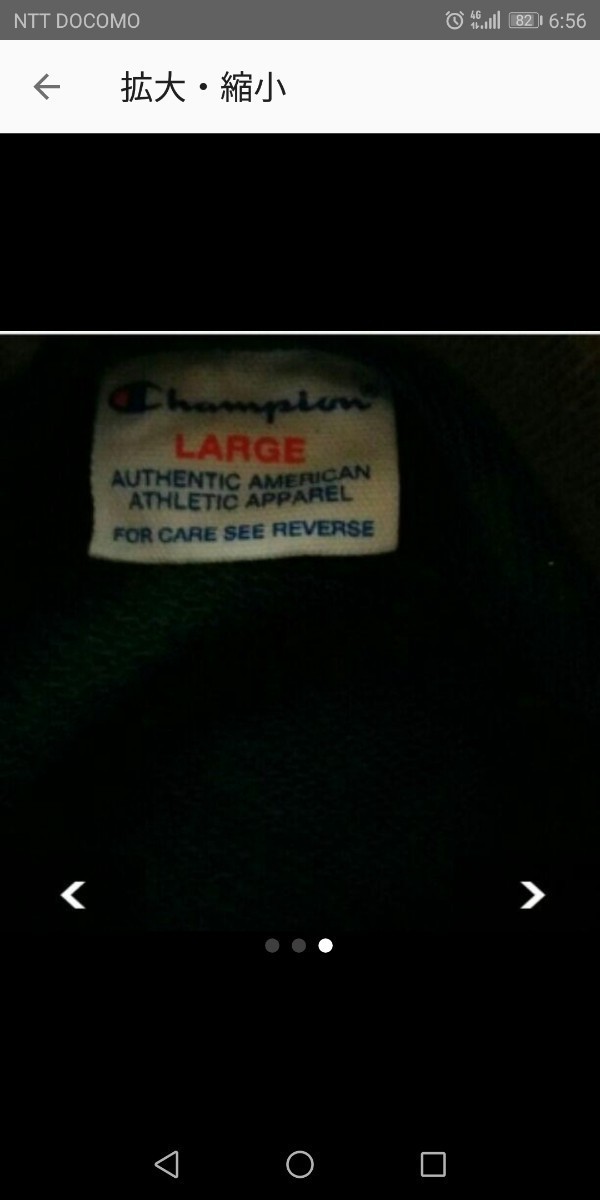 NTT DOCOMO 4G 82 6:56
拡大・縮小
Champion
LARGE
AUTHENTIC AMERICAN
ATHLETIC APPAREL
FOR CARE SEE REVERSE